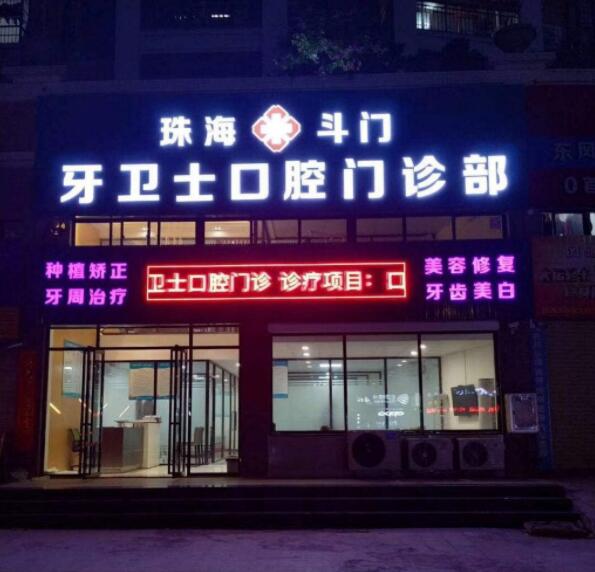 珠海 斗门
牙卫士口腔门诊部
种植矫正
牙周治疗
卫士口腔门诊 诊疗项目：口
美容修复
牙齿美白
东风